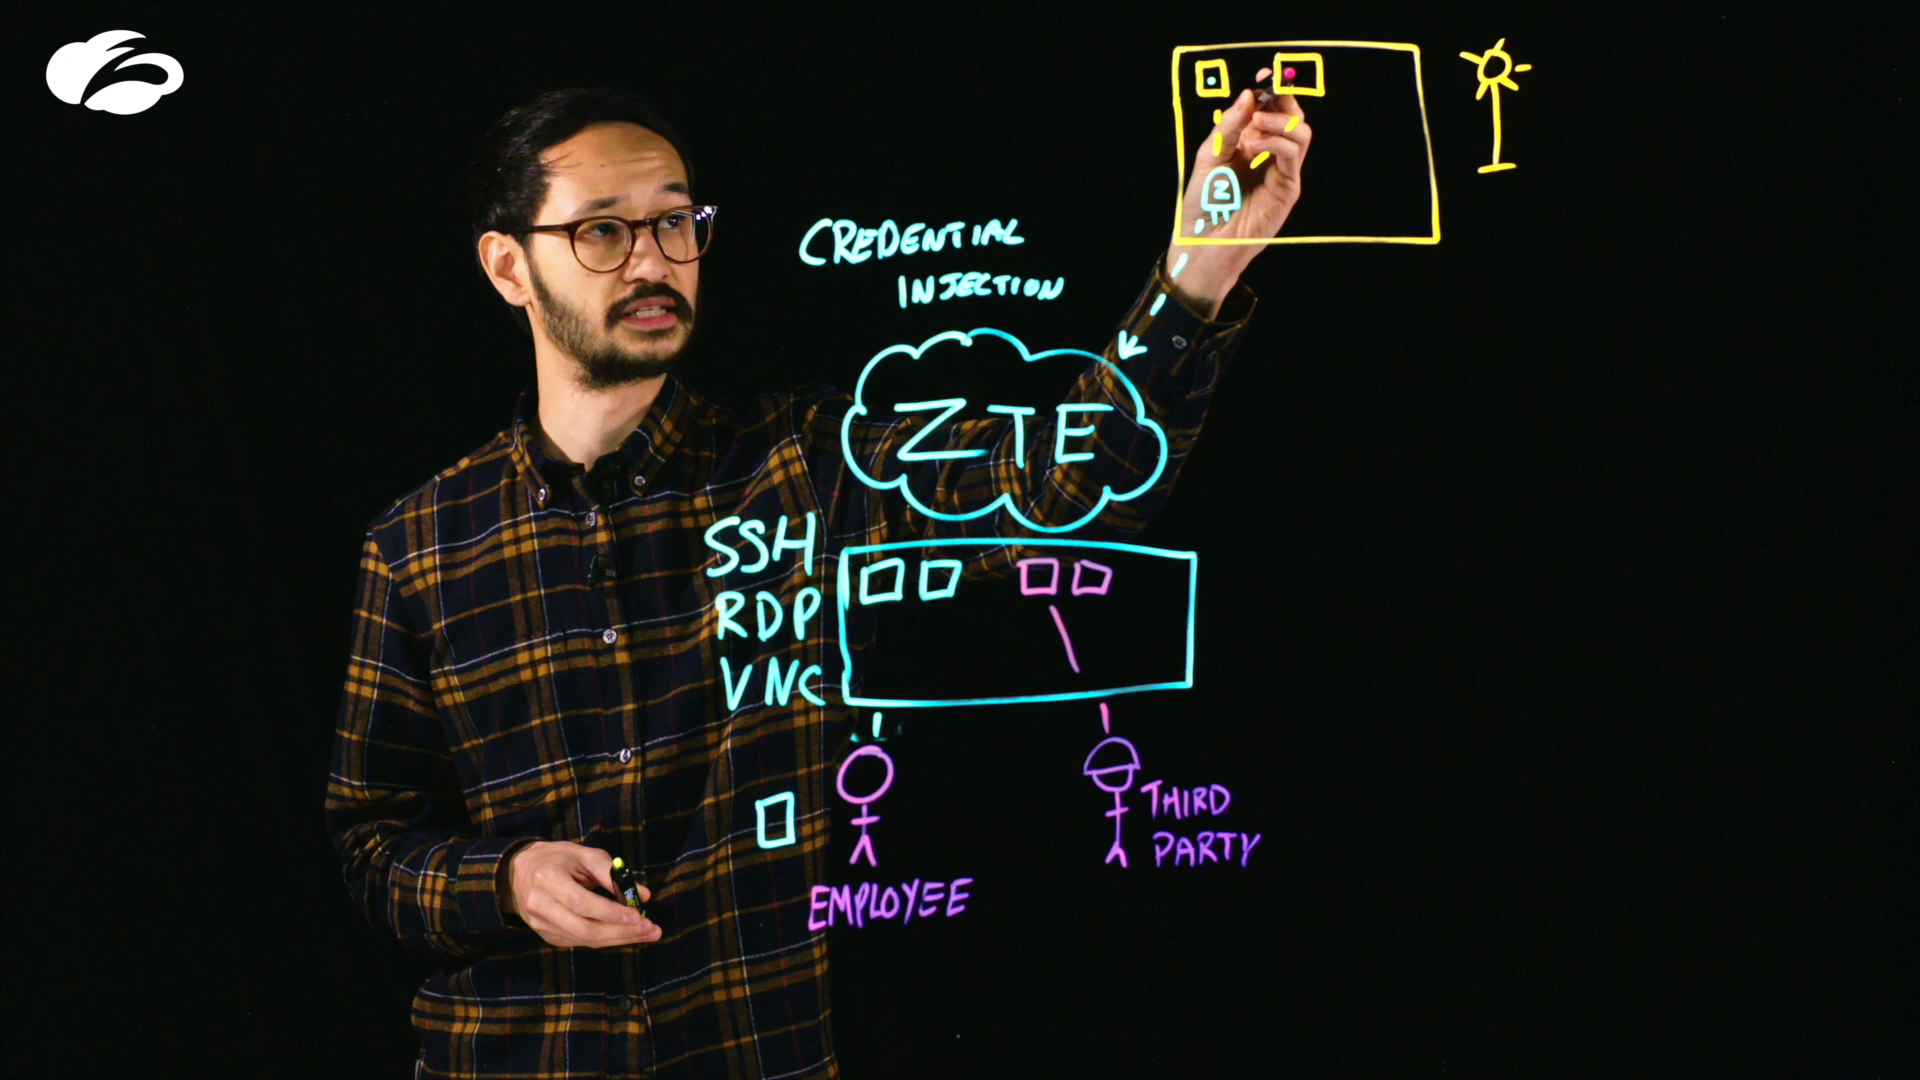 Z
CREDENTIAL
INJECTION
ZTE
SSH
RDP
VNC
THIRD
PARTY
EMPLOYEE